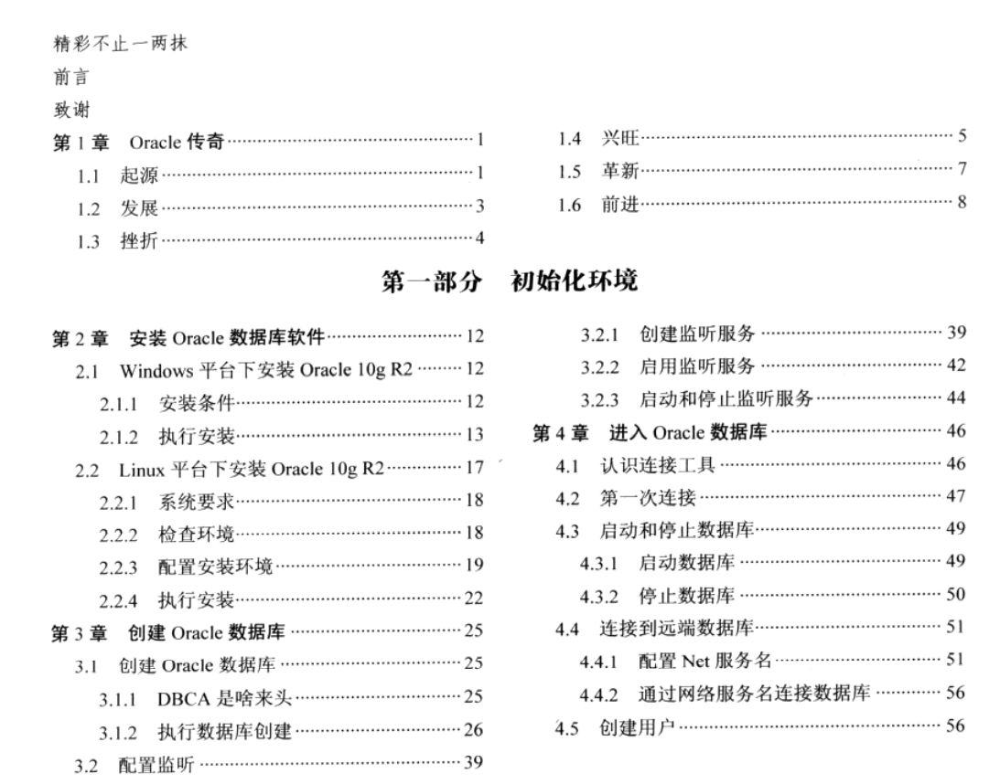 精彩不止一两抹
前言
致谢
第 1 章 Oracle 传奇 1
1.1 起源 1
1.2 发展 3
1.3 挫折 4
1.4 兴旺 5
1.5 革新 7
1.6 前进 8
第一部分 初始化环境
第 2 章 安装 Oracle 数据库软件 12
2.1 Windows 平台下安装 Oracle 10g R2 12
2.1.1 安装条件 12
2.1.2 执行安装 13
2.2 Linux 平台下安装 Oracle 10g R2 17
2.2.1 系统要求 18
2.2.2 检查环境 18
2.2.3 配置安装环境 19
2.2.4 执行安装 22
第 3 章 创建 Oracle 数据库 25
3.1 创建 Oracle 数据库 25
3.1.1 DBCA 是啥来头 25
3.1.2 执行数据库创建 26
3.2 配置监听 39
3.2.1 创建监听服务 39
3.2.2 启用监听服务 42
3.2.3 启动和停止监听服务 44
第 4 章 进入 Oracle 数据库 46
4.1 认识连接工具 46
4.2 第一次连接 47
4.3 启动和停止数据库 49
4.3.1 启动数据库 49
4.3.2 停止数据库 50
4.4 连接到远端数据库 51
4.4.1 配置 Net 服务名 51
4.4.2 通过网络服务名连接数据库 56
4.5 创建用户 56